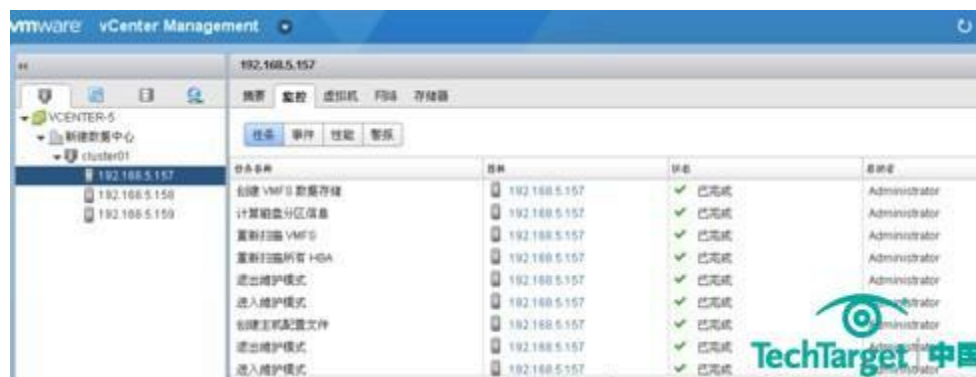 vmware vCenter Management
192.168.5.157
摘要 监控 虚拟机 网络 存储器
VCENTER-5
新建数据中心
cluster01
192.168.5.157
192.168.5.158
192.168.5.159
任务 事件 性能 警报
任务名称 目标 状态 启动者
创建 VMFS 数据存储 192.168.5.157 已完成 Administrator
计算磁盘分区信息 192.168.5.157 已完成 Administrator
重新扫描 VMFS 192.168.5.157 已完成 Administrator
重新扫描所有 HBA 192.168.5.157 已完成 Administrator
退出维护模式 192.168.5.157 已完成 Administrator
进入维护模式 192.168.5.157 已完成
创建主机配置文件 192.168.5.157 已完成
退出维护模式 192.168.5.157 已完成
进入维护模式 192.168.5.157 已完成
TechTarget 中国